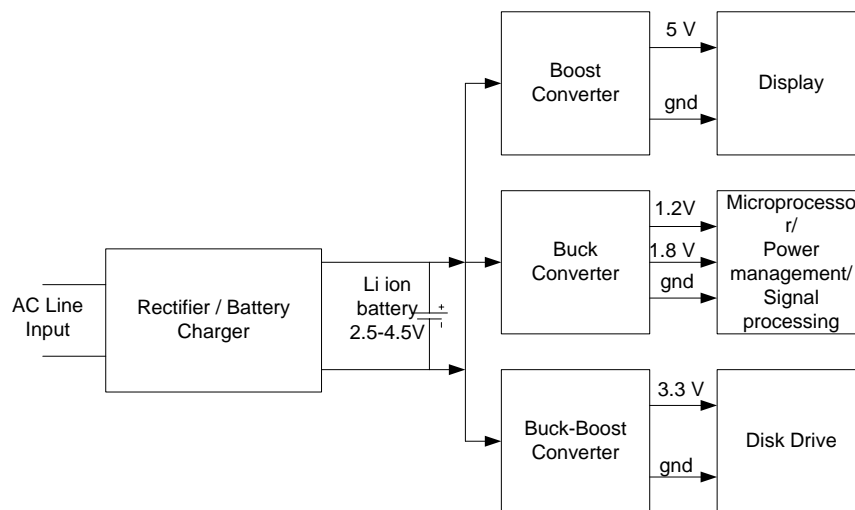 AC Line
Input
Rectifier / Battery
Charger
Li ion
battery
2.5-4.5V
+
Boost
Converter
5 V
gnd
Display
Buck
Converter
1.2V
1.8 V
gnd
Microprocesso
r/
Power
management/
Signal
processing
Buck-Boost
Converter
3.3 V
gnd
Disk Drive